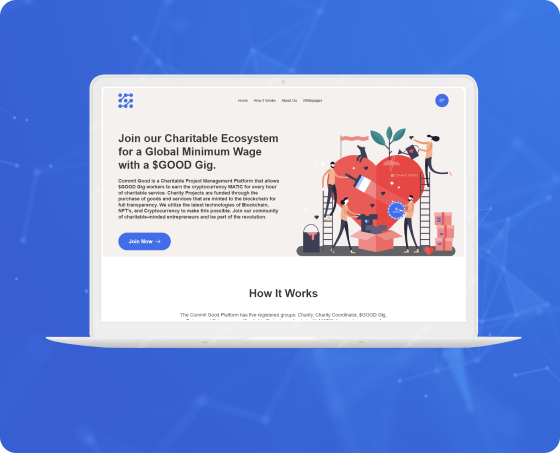 Home How it Works About Us Whitepaper
Join our Charitable Ecosystem
for a Global Minimum Wage
with a $GOOD Gig.
Commit Good is a Charitable Project Management Platform that allows
$GOOD Gig workers to earn the cryptocurrency MATIC for every hour
of charitable service. Charity Projects are funded through the
purchase of goods and services that are minted to the blockchain for
full transparency. We utilize the latest technologies of Blockchain,
NFT's, and Cryptocurrency to make this possible. Join our community
of charitable-minded entrepreneurs and be part of the revolution.
Join Now →
How It Works
The Commit Good Platform has five registered groups: Charity, Charity Coordinator, $GOOD Gig,